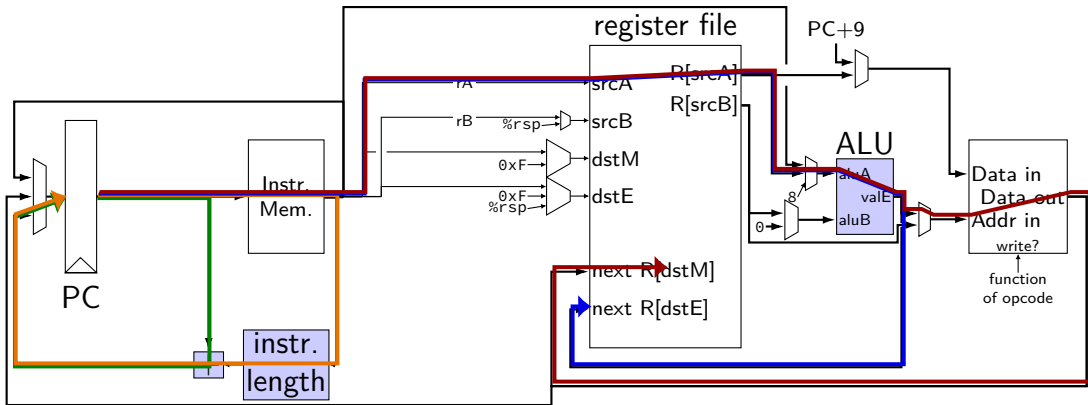 register file
PC+9
PC
Instr.
Mem.
instr.
length
+
rA
rB
%rsp
0xF
0xF
%rsp
srcA
srcB
dstM
dstE
R[srcA]
R[srcB]
next R[dstM]
next R[dstE]
8
0
ALU
aluA
valE
aluB
Data in
Data out
Addr in
write?
function
of opcode